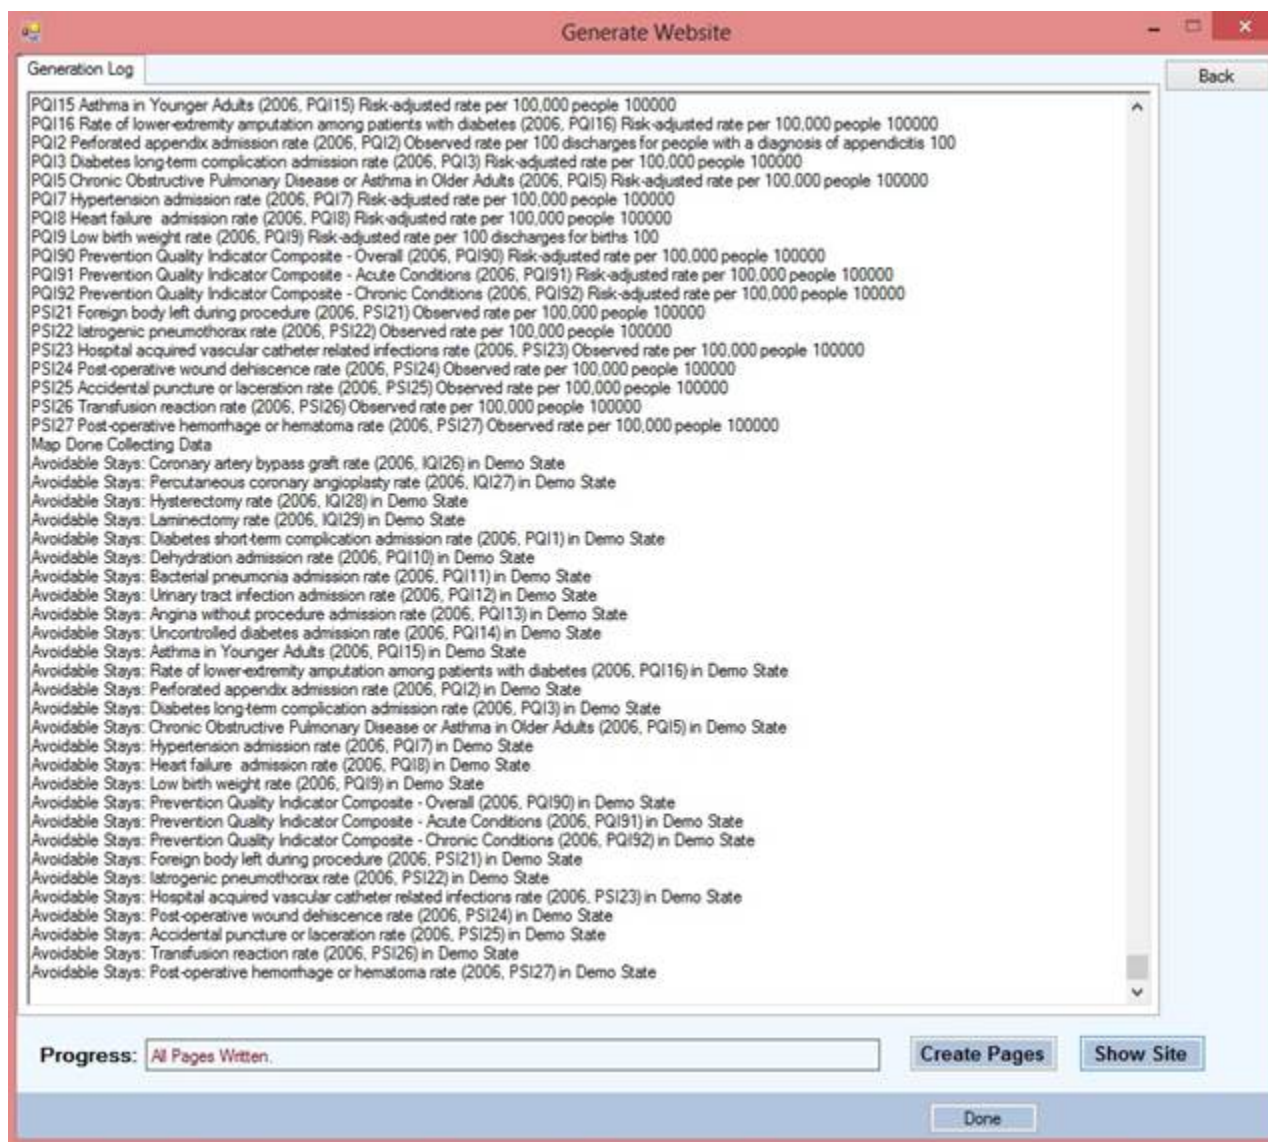 Generate Website
Generation Log
Back
PQI15 Asthma in Younger Adults (2006, PQI15) Risk-adjusted rate per 100,000 people 100000
PQI16 Rate of lower-extremity amputation among patients with diabetes (2006, PQI16) Risk-adjusted rate per 100,000 people 100000
PQI2 Perforated appendix admission rate (2006, PQI2) Observed rate per 100 discharges for people with a diagnosis of appendicitis 100
PQI3 Diabetes long-term complication admission rate (2006, PQI3) Risk-adjusted rate per 100,000 people 100000
PQI5 Chronic Obstructive Pulmonary Disease or Asthma in Older Adults (2006, PQI5) Risk-adjusted rate per 100,000 people 100000
PQI7 Hypertension admission rate (2006, PQI7) Risk-adjusted rate per 100,000 people 100000
PQI8 Heart failure  admission rate (2006, PQI8) Risk-adjusted rate per 100,000 people 100000
PQI9 Low birth weight rate (2006, PQI9) Risk-adjusted rate per 100 discharges for births 100
PQI90 Prevention Quality Indicator Composite - Overall (2006, PQI90) Risk-adjusted rate per 100,000 people 100000
PQI91 Prevention Quality Indicator Composite - Acute Conditions (2006, PQI91) Risk-adjusted rate per 100,000 people 100000
PQI92 Prevention Quality Indicator Composite - Chronic Conditions (2006, PQI92) Risk-adjusted rate per 100,000 people 100000
PSI21 Foreign body left during procedure (2006, PSI21) Observed rate per 100,000 people 100000
PSI22 Iatrogenic pneumothorax rate (2006, PSI22) Observed rate per 100,000 people 100000
PSI23 Hospital acquired vascular catheter related infections rate (2006, PSI23) Observed rate per 100,000 people 100000
PSI24 Post-operative wound dehiscence rate (2006, PSI24) Observed rate per 100,000 people 100000
PSI25 Accidental puncture or laceration rate (2006, PSI25) Observed rate per 100,000 people 100000
PSI26 Transfusion reaction rate (2006, PSI26) Observed rate per 100,000 people 100000
PSI27 Post-operative hemorrhage or hematoma rate (2006, PSI27) Observed rate per 100,000 people 100000
Map Done Collecting Data
Avoidable Stays: Coronary artery bypass graft rate (2006, IQI26) in Demo State
Avoidable Stays: Percutaneous coronary angioplasty rate (2006, IQI27) in Demo State
Avoidable Stays: Hysterectomy rate (2006, IQI28) in Demo State
Avoidable Stays: Laminectomy rate (2006, IQI29) in Demo State
Avoidable Stays: Diabetes short-term complication admission rate (2006, PQI1) in Demo State
Avoidable Stays: Dehydration admission rate (2006, PQI10) in Demo State
Avoidable Stays: Bacterial pneumonia admission rate (2006, PQI11) in Demo State
Avoidable Stays: Urinary tract infection admission rate (2006, PQI12) in Demo State
Avoidable Stays: Angina without procedure admission rate (2006, PQI13) in Demo State
Avoidable Stays: Uncontrolled diabetes admission rate (2006, PQI14) in Demo State
Avoidable Stays: Asthma in Younger Adults (2006, PQI15) in Demo State
Avoidable Stays: Rate of lower-extremity amputation among patients with diabetes (2006, PQI16) in Demo State
Avoidable Stays: Perforated appendix admission rate (2006, PQI2) in Demo State
Avoidable Stays: Diabetes long-term complication admission rate (2006, PQI3) in Demo State
Avoidable Stays: Chronic Obstructive Pulmonary Disease or Asthma in Older Adults (2006, PQI5) in Demo State
Avoidable Stays: Hypertension admission rate (2006, PQI7) in Demo State
Avoidable Stays: Heart failure  admission rate (2006, PQI8) in Demo State
Avoidable Stays: Low birth weight rate (2006, PQI9) in Demo State
Avoidable Stays: Prevention Quality Indicator Composite - Overall (2006, PQI90) in Demo State
Avoidable Stays: Prevention Quality Indicator Composite - Acute Conditions (2006, PQI91) in Demo State
Avoidable Stays: Prevention Quality Indicator Composite - Chronic Conditions (2006, PQI92) in Demo State
Avoidable Stays: Foreign body left during procedure (2006, PSI21) in Demo State
Avoidable Stays: Iatrogenic pneumothorax rate (2006, PSI22) in Demo State
Avoidable Stays: Hospital acquired vascular catheter related infections rate (2006, PSI23) in Demo State
Avoidable Stays: Post-operative wound dehiscence rate (2006, PSI24) in Demo State
Avoidable Stays: Accidental puncture or laceration rate (2006, PSI25) in Demo State
Avoidable Stays: Transfusion reaction rate (2006, PSI26) in Demo State
Avoidable Stays: Post-operative hemorrhage or hematoma rate (2006, PSI27) in Demo State
Progress: All Pages Written. Create Pages Show Site
Done